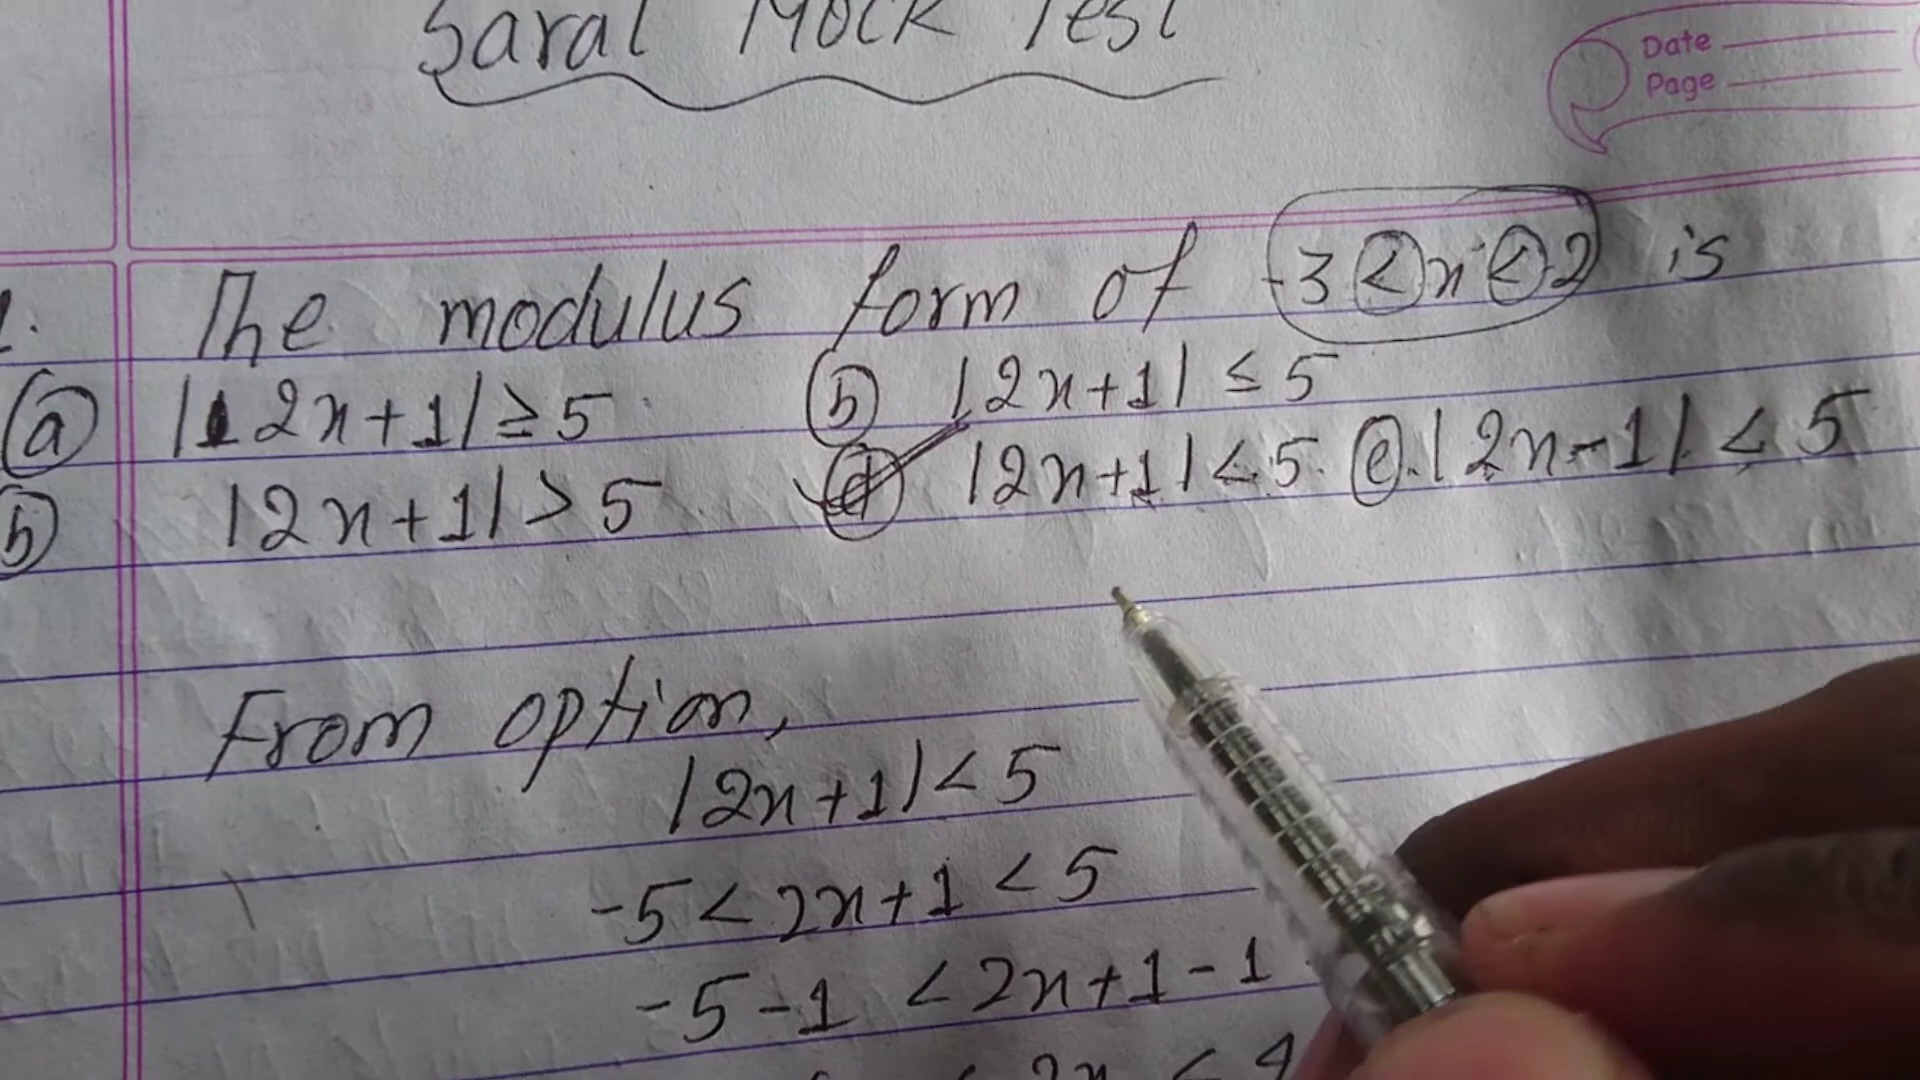 Saral Mock Test
Date
Page
1. The modulus form of -3 < x < 2 is
(a) |2x+1| ≥ 5 (b) |2x+1| ≤ 5
(b) |2x+1| > 5 (d) |2x+1| < 5 (e) |2x-1| < 5
From option,
|2x+1| < 5
-5 < 2x+1 < 5
-5-1 < 2x+1-1
< 2x < 4